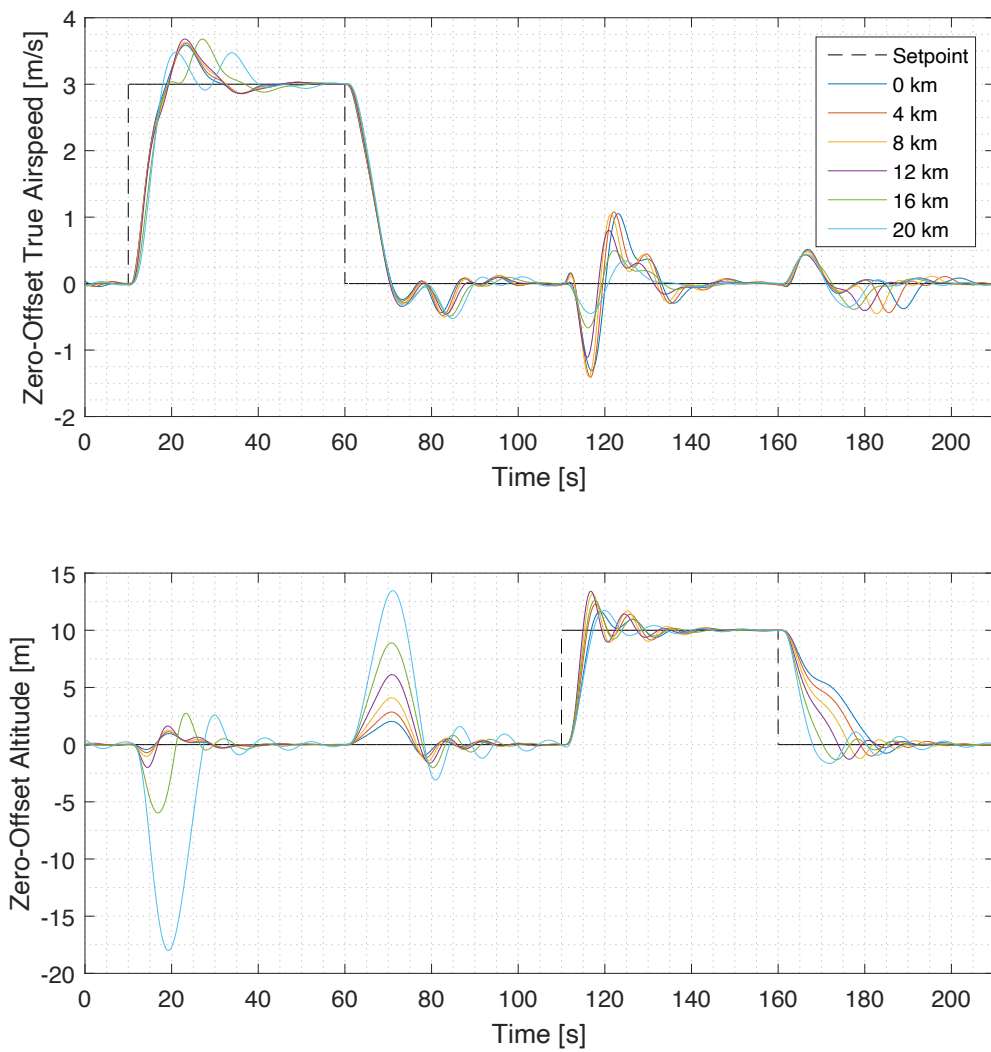 Zero-Offset True Airspeed [m/s]
4
3
2
1
0
-1
-2
0 20 40 60 80 100 120 140 160 180 200
Time [s]
Setpoint
0 km
4 km
8 km
12 km
16 km
20 km
Zero-Offset Altitude [m]
15
10
5
0
-5
-10
-15
-20
0 20 40 60 80 100 120 140 160 180 200
Time [s]